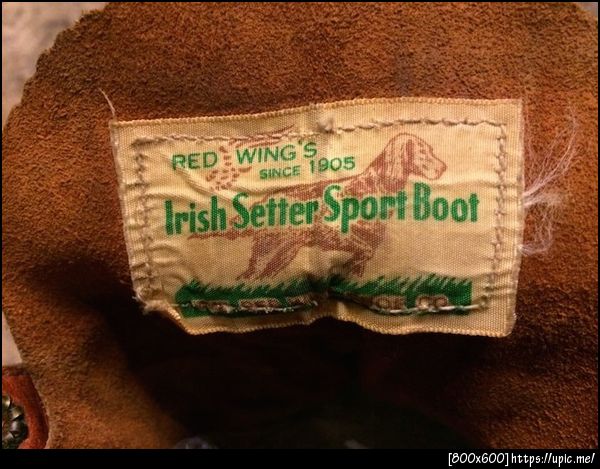 RED WING'S
SINCE 1905
Irish Setter Sport Boot
[800x600]https://upic.me/